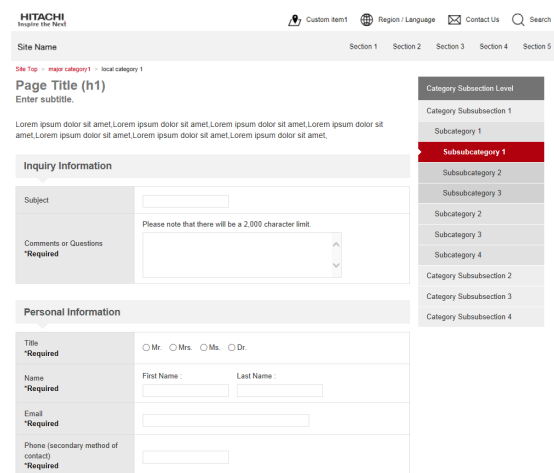 HITACHI
Inspire the Next
Custom item1
Region / Language
Contact Us
Search
Site Name
Section 1
Section 2
Section 3
Section 4
Section 5
Site Top > major category1 > local category 1
Page Title (h1)
Enter subtitle.
Lorem ipsum dolor sit amet,Lorem ipsum dolor sit amet,Lorem ipsum dolor sit amet,Lorem ipsum dolor sit
amet,Lorem ipsum dolor sit amet,Lorem ipsum dolor sit amet,Lorem ipsum dolor sit amet,
Inquiry Information
Subject
Comments or Questions
*Required
Please note that there will be a 2,000 character limit.
Personal Information
Title
*Required
Mr. Mrs. Ms. Dr.
Name
*Required
First Name :
Last Name :
Email
*Required
Phone (secondary method of
contact)
*Required
Category Subsection Level
Category Subsubsection 1
Subcategory 1
Subsubcategory 1
Subsubcategory 2
Subsubcategory 3
Subcategory 2
Subcategory 3
Subcategory 4
Category Subsubsection 2
Category Subsubsection 3
Category Subsubsection 4